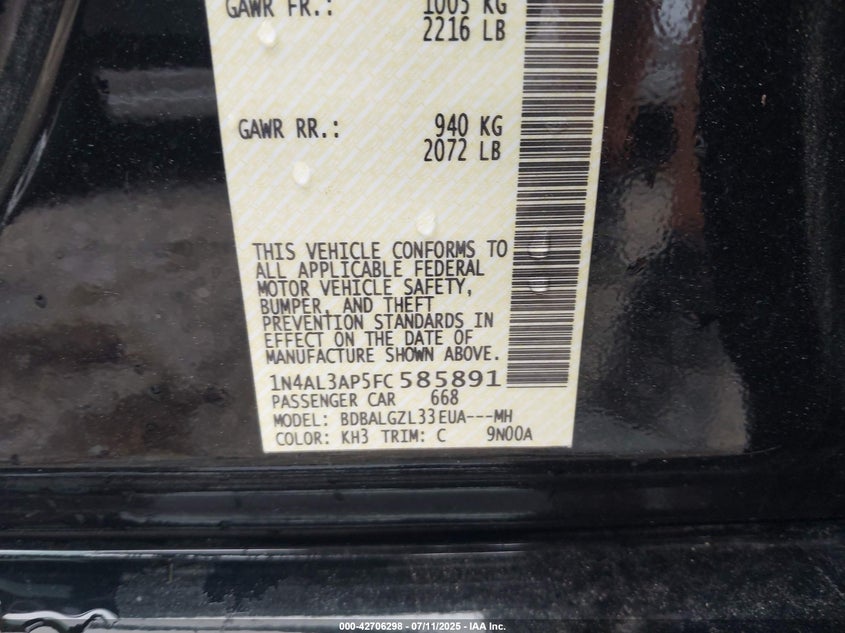 GAWR FR.: 1005 KG
2216 LB
GAWR RR.: 940 KG
2072 LB
THIS VEHICLE CONFORMS TO
ALL APPLICABLE FEDERAL
MOTOR VEHICLE SAFETY,
BUMPER, AND THEFT
PREVENTION STANDARDS IN
EFFECT ON THE DATE OF
MANUFACTURE SHOWN ABOVE.
1N4AL3AP5FC585891
PASSENGER CAR 668
MODEL: BDBALGZL33EUA---MH
COLOR: KH3 TRIM: C 9N00A
000-42706298 - 07/11/2025 - IAA Inc.